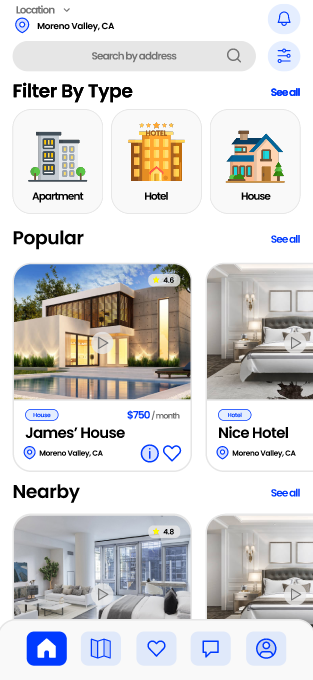 Location
Moreno Valley, CA
Search by address
Filter By Type
See all
HOTEL
Apartment
Hotel
House
Popular
See all
4.6
House
$750 / month
James’ House
Moreno Valley, CA
Hotel
Nice Hotel
Moreno Valley, CA
Nearby
See all
4.8